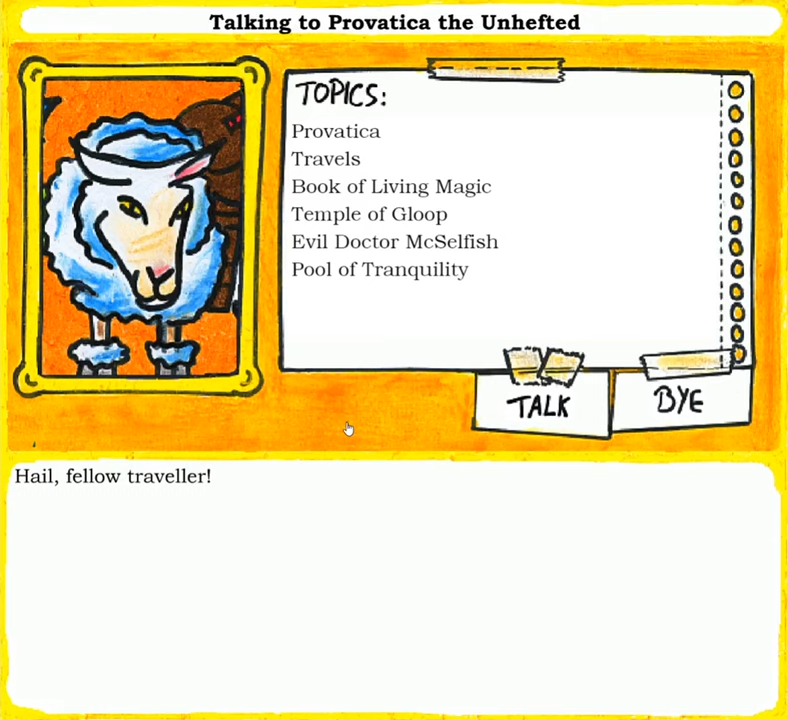 Talking to Provatica the Unhefted
TOPICS:
Provatica
Travels
Book of Living Magic
Temple of Gloop
Evil Doctor McSelfish
Pool of Tranquility
TALK
BYE
Hail, fellow traveller!